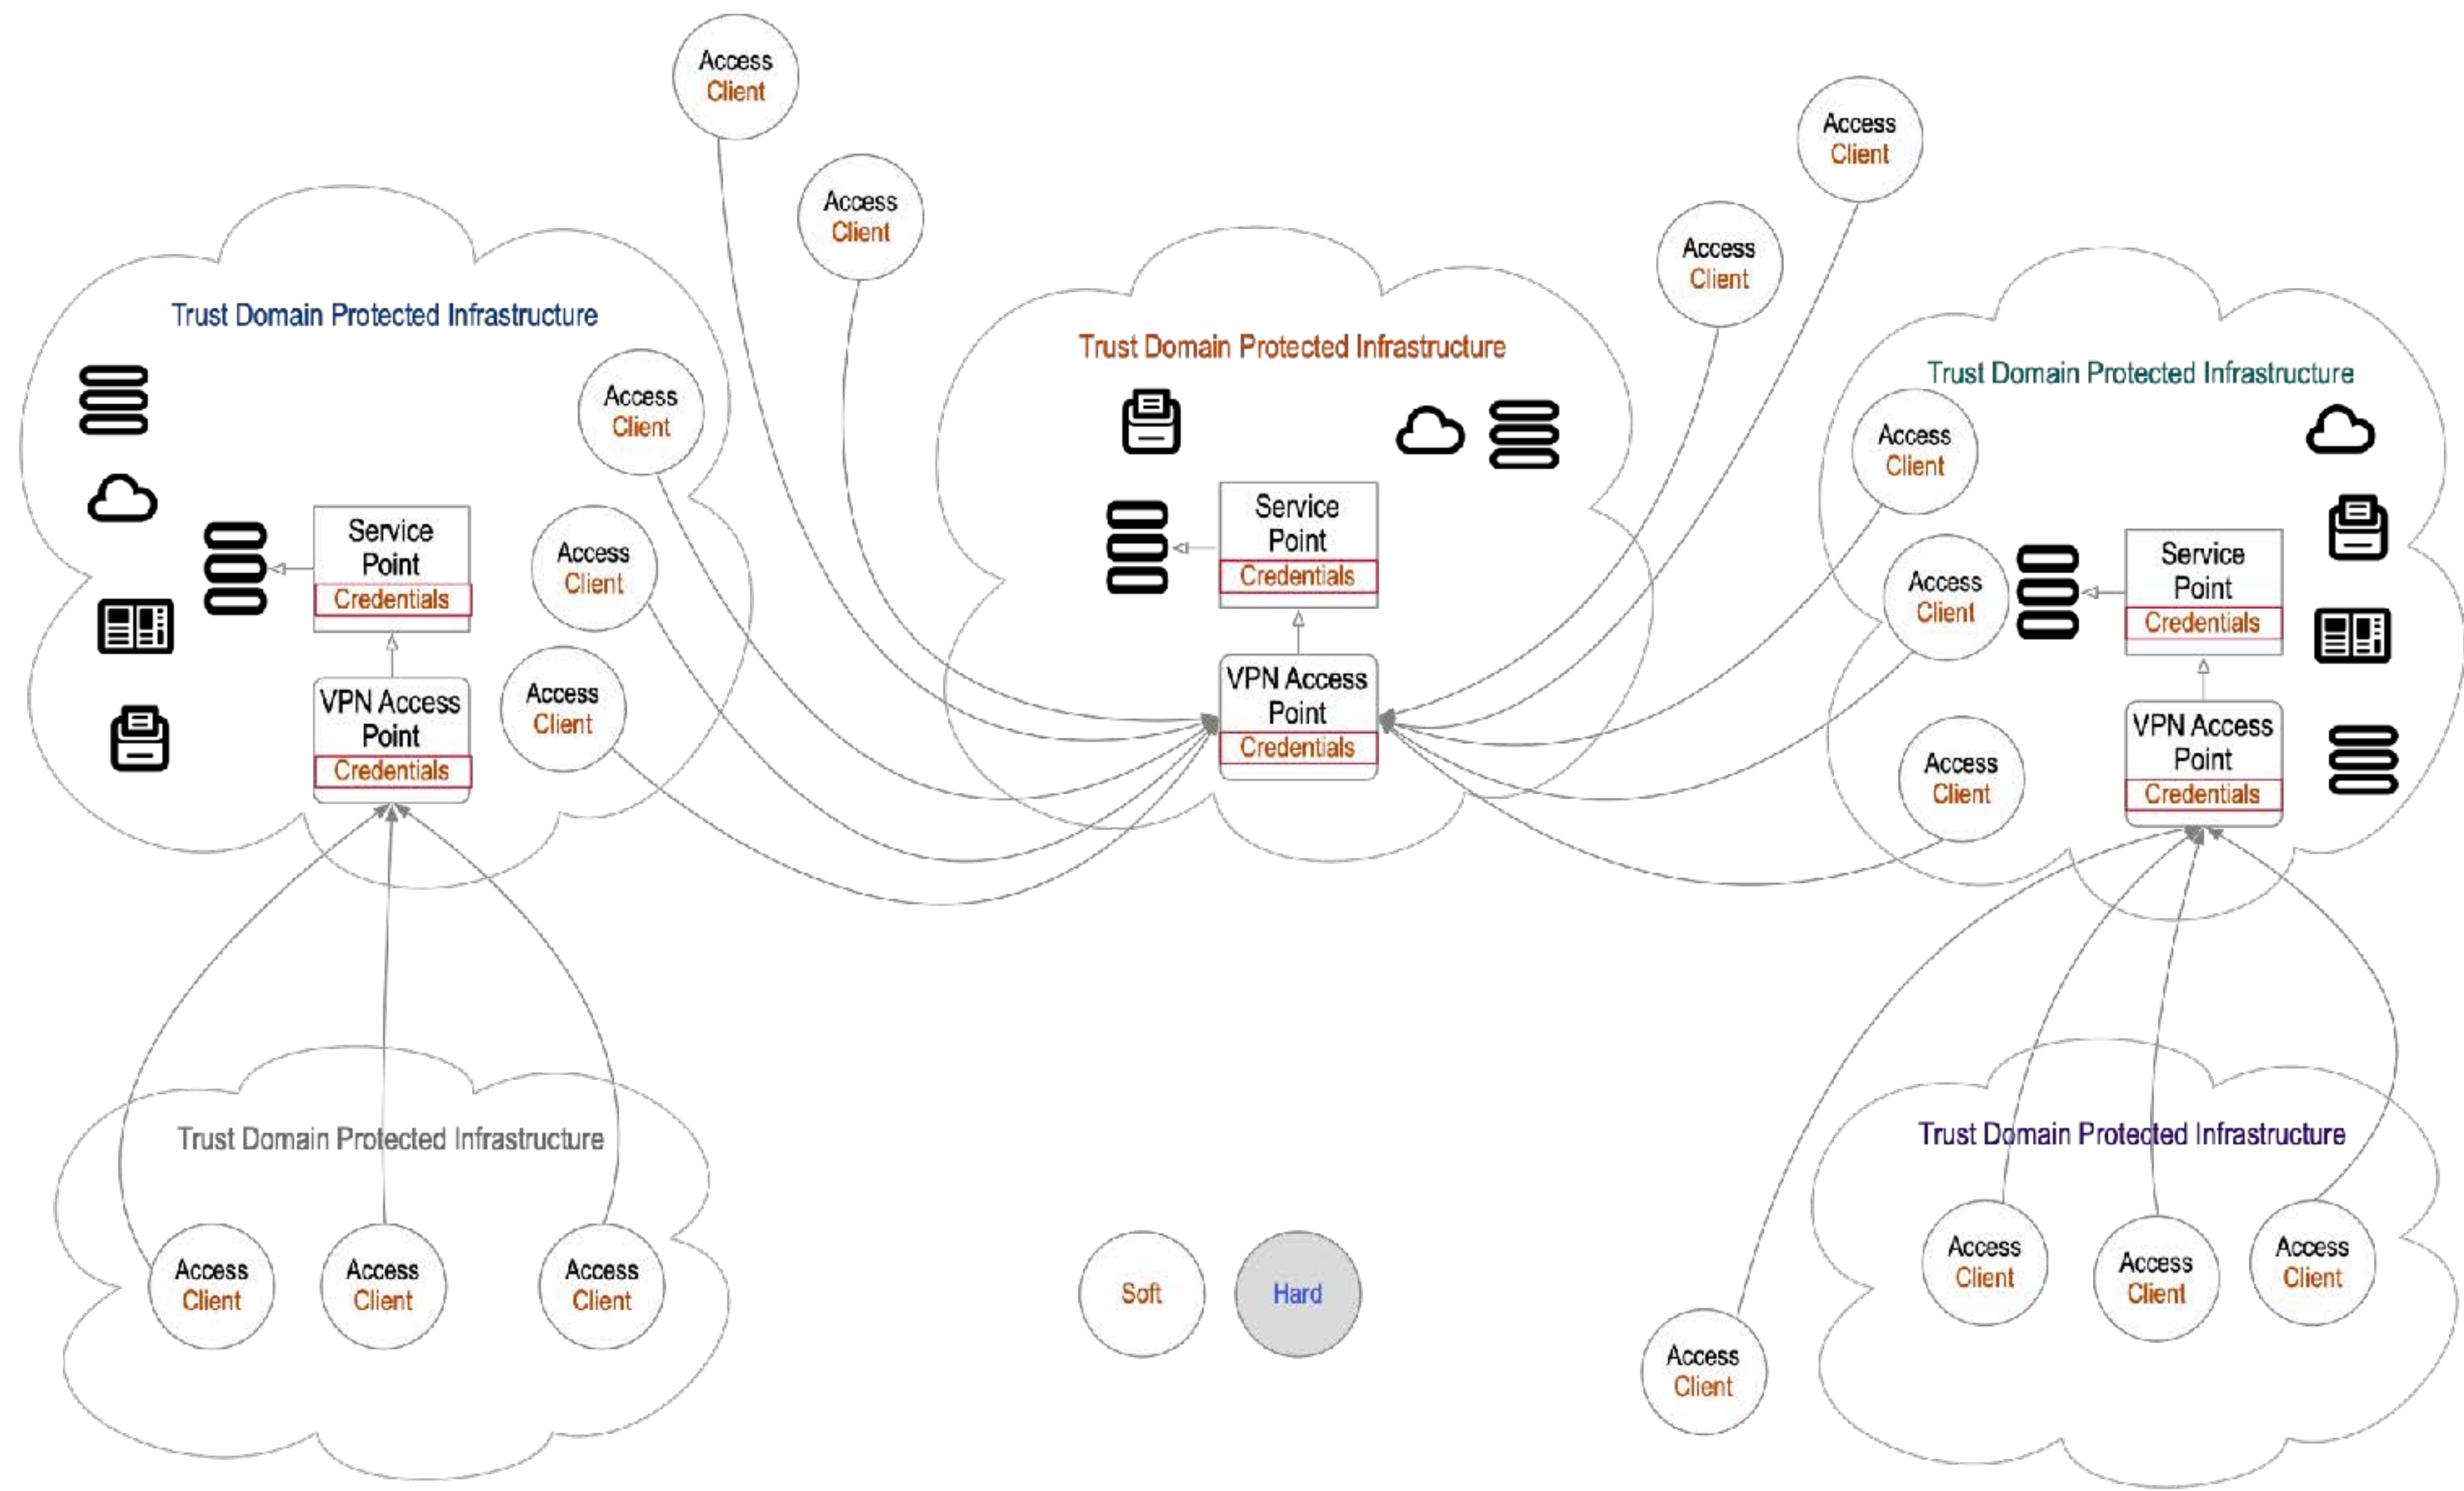 Access
Client
Access
Client
Access
Client
Access
Client
Trust Domain Protected Infrastructure
Trust Domain Protected Infrastructure
Trust Domain Protected Infrastructure
Access
Client
Access
Client
Service
Point
Credentials
Access
Client
VPN Access
Point
Credentials
Access
Client
Service
Point
Credentials
VPN Access
Point
Credentials
Access
Client
Access
Client
Service
Point
Credentials
Access
Client
VPN Access
Point
Credentials
Trust Domain Protected Infrastructure
Trust Domain Protected Infrastructure
Access
Client
Access
Client
Access
Client
Soft
Hard
Access
Client
Access
Client
Access
Client
Access
Client